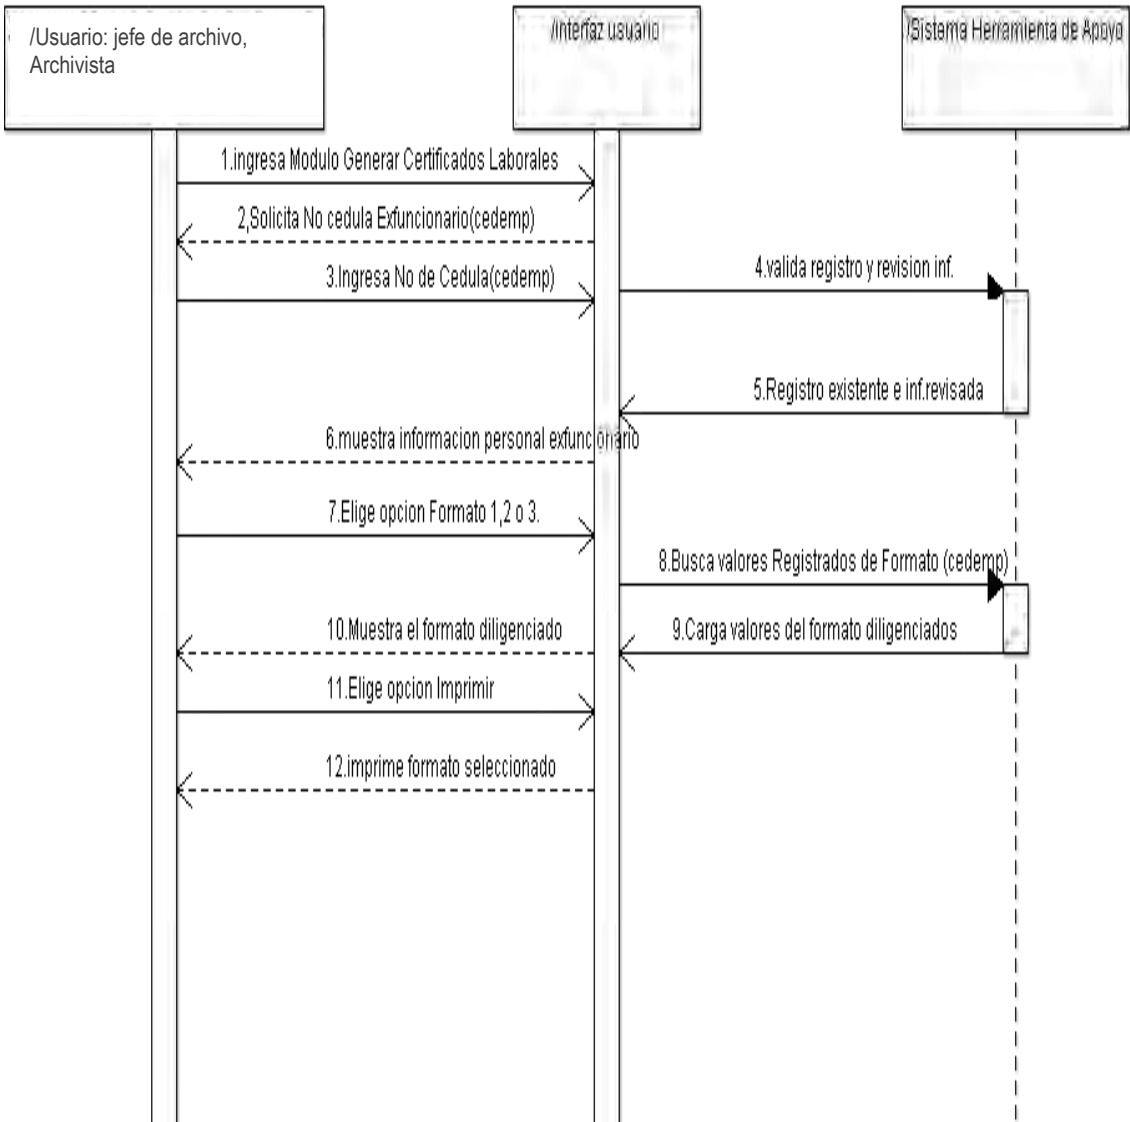 /Usuario: jefe de archivo,
Archivista
/Interfaz usuario
/Sistema Herramienta de Apoyo
1.ingresa Modulo Generar Certificados Laborales
2,Solicita No cedula Exfuncionario(cedemp)
3.Ingresa No de Cedula(cedemp)
4.valida registro y revision inf.
5.Registro existente e inf.revisada
6.muestra informacion personal exfuncionario
7.Elige opcion Formato 1,2 o 3.
8.Busca valores Registrados de Formato (cedemp)
9.Carga valores del formato diligenciados
10.Muestra el formato diligenciado
11.Elige opcion Imprimir
12.imprime formato seleccionado